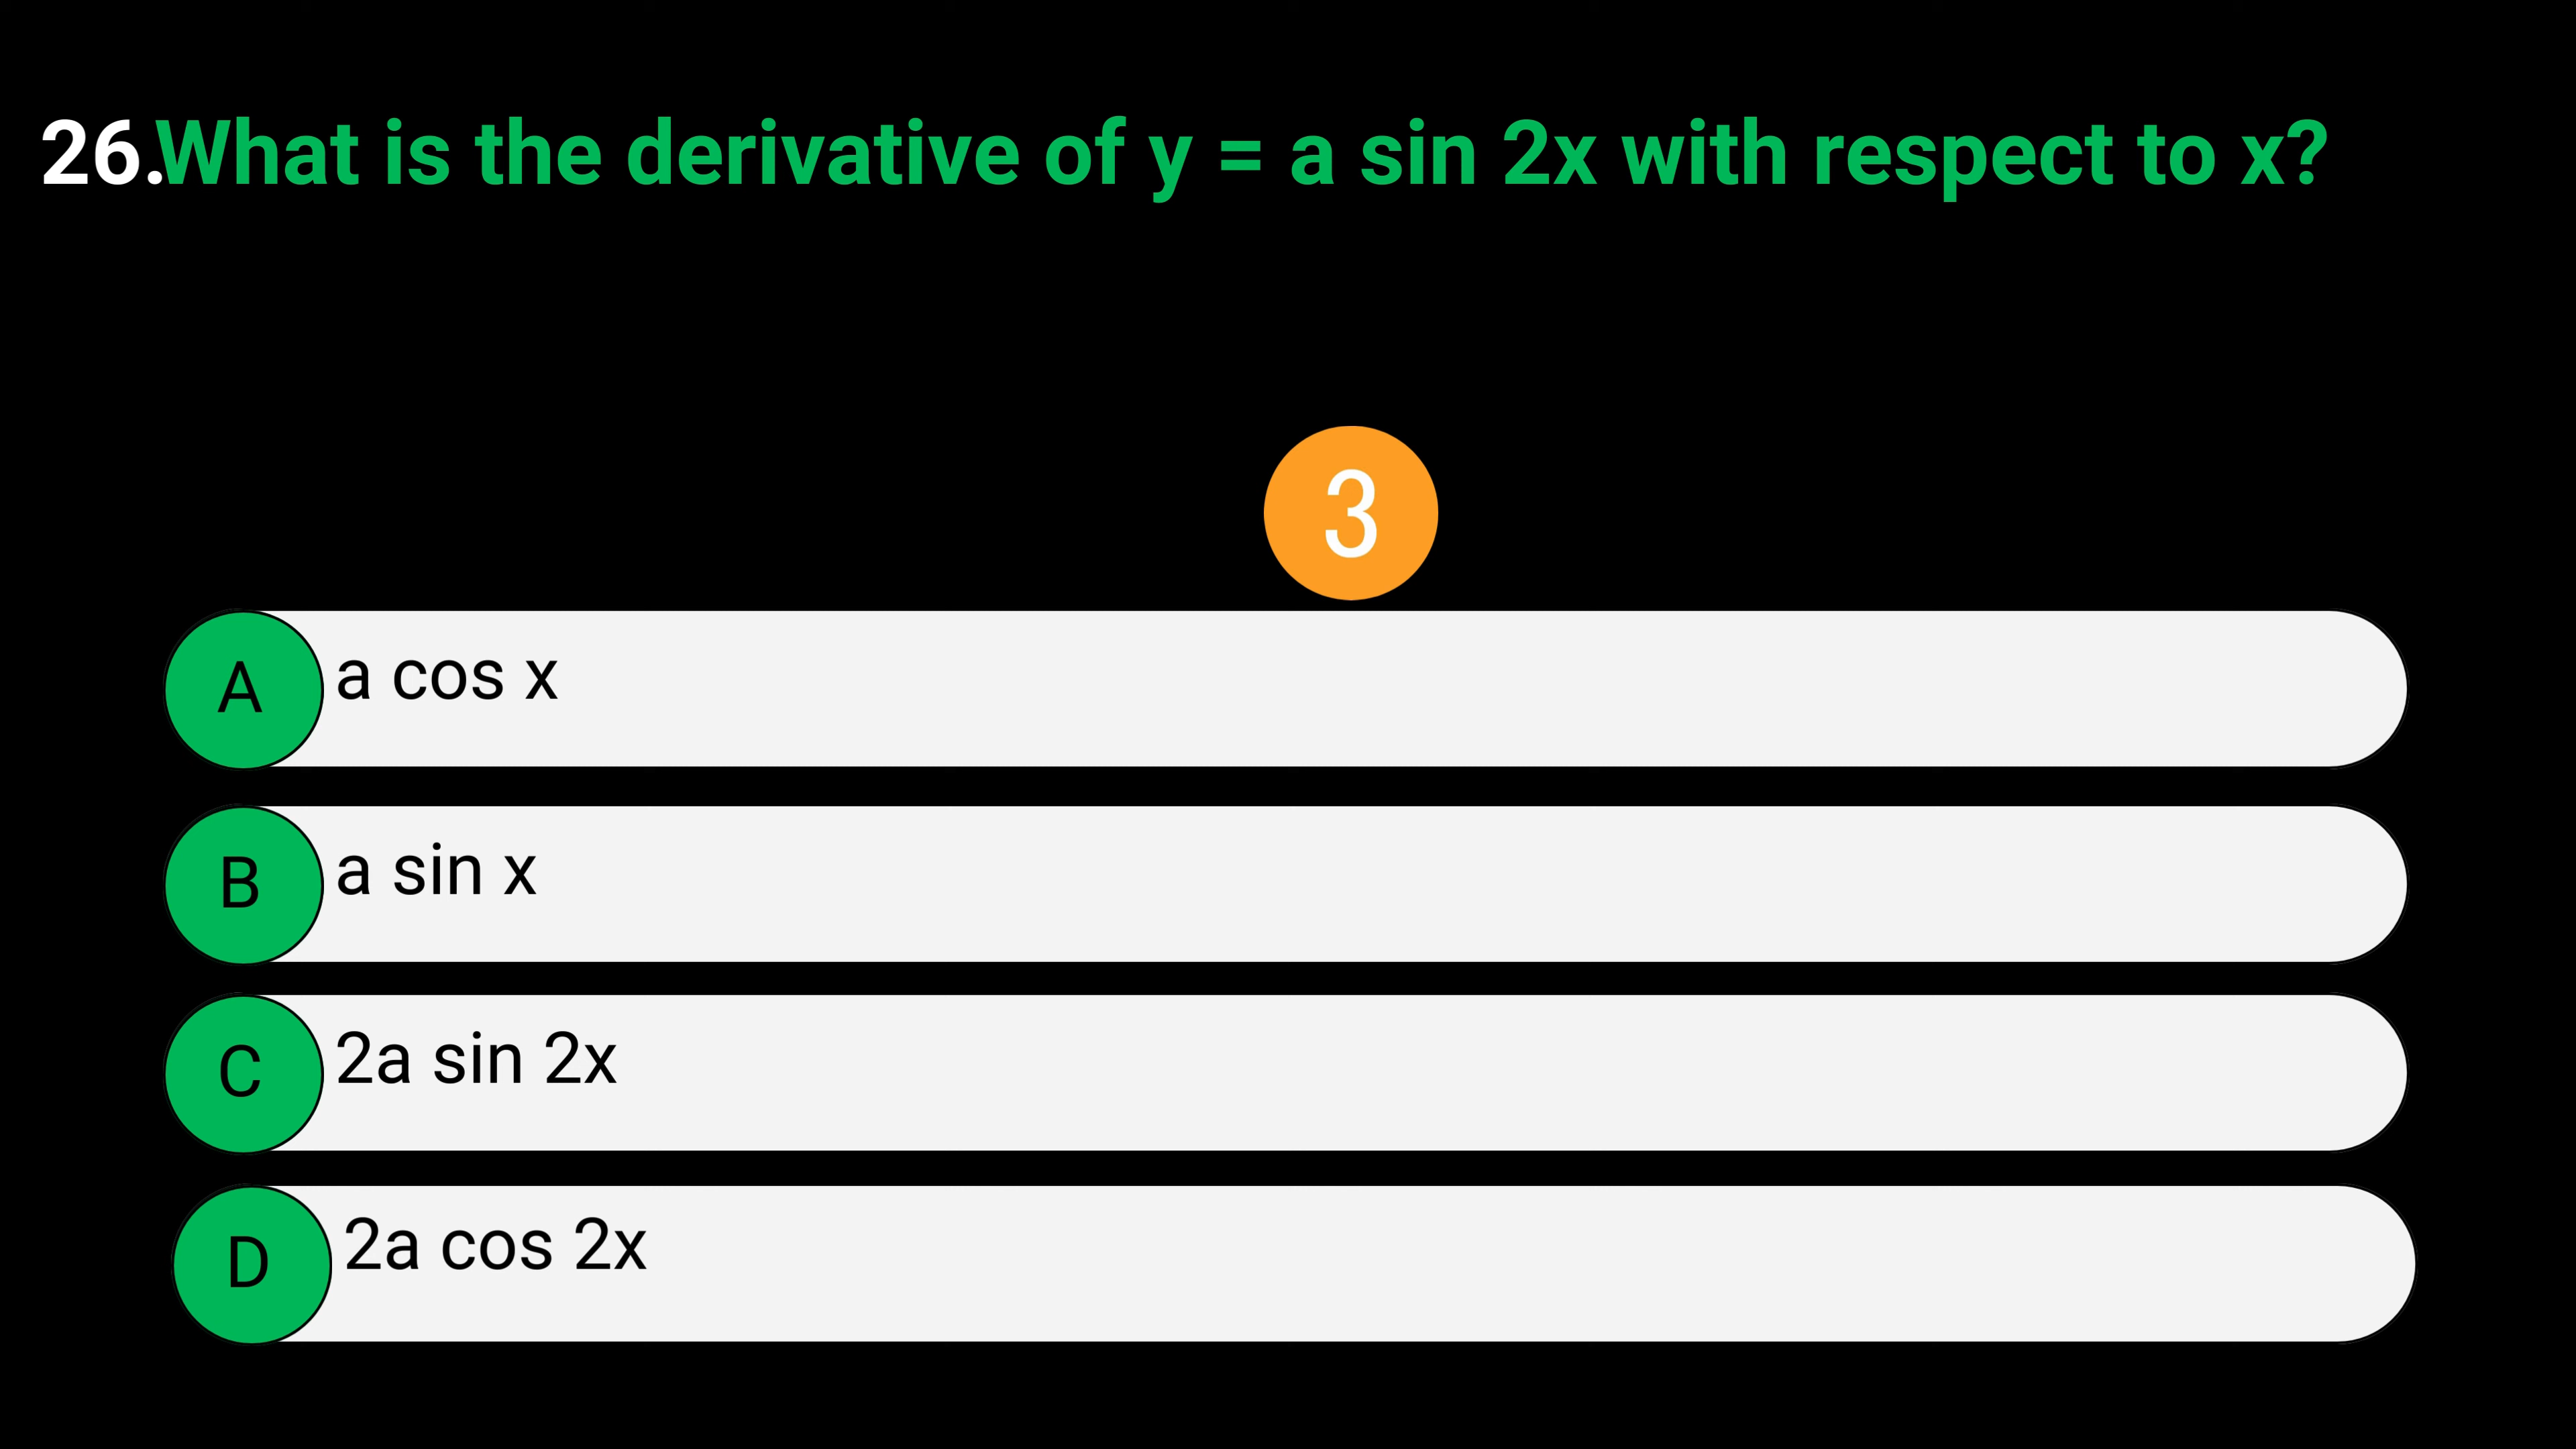 26.What is the derivative of y = a sin 2x with respect to x?
3
A a cos x
B a sin x
C 2a sin 2x
D 2a cos 2x